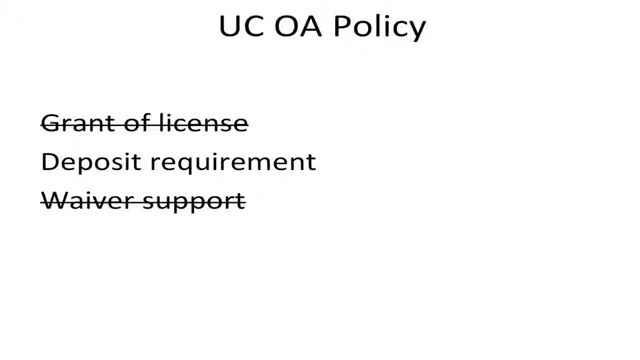 UC OA Policy
Grant of license
Deposit requirement
Waiver support